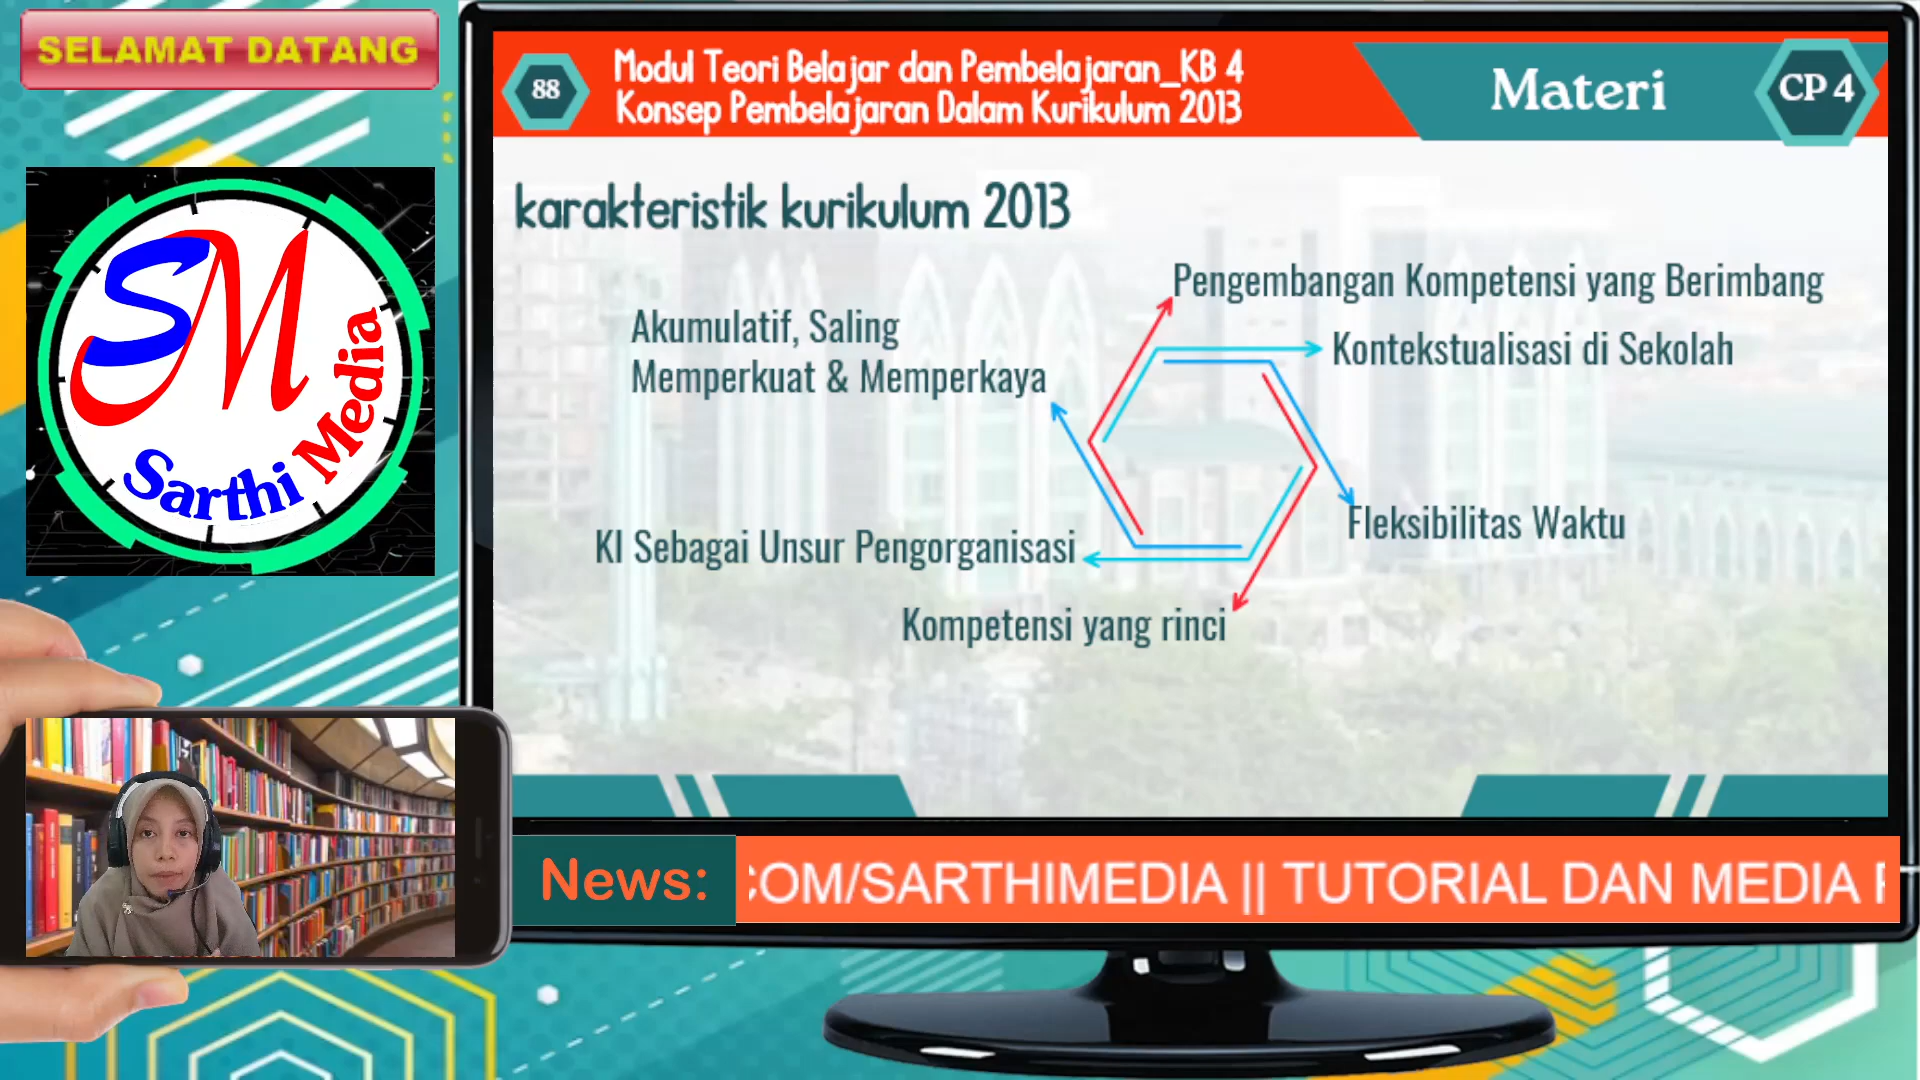 SELAMAT DATANG
SM
Sarthi Media
88
Modul Teori Belajar dan Pembelajaran_KB 4
Konsep Pembelajaran Dalam Kurikulum 2013
Materi
CP 4
karakteristik kurikulum 2013
Pengembangan Kompetensi yang Berimbang
Kontekstualisasi di Sekolah
Akumulatif, Saling
Memperkuat & Memperkaya
Fleksibilitas Waktu
KI Sebagai Unsur Pengorganisasi
Kompetensi yang rinci
News:
COM/SARTHIMEDIA || TUTORIAL DAN MEDIA